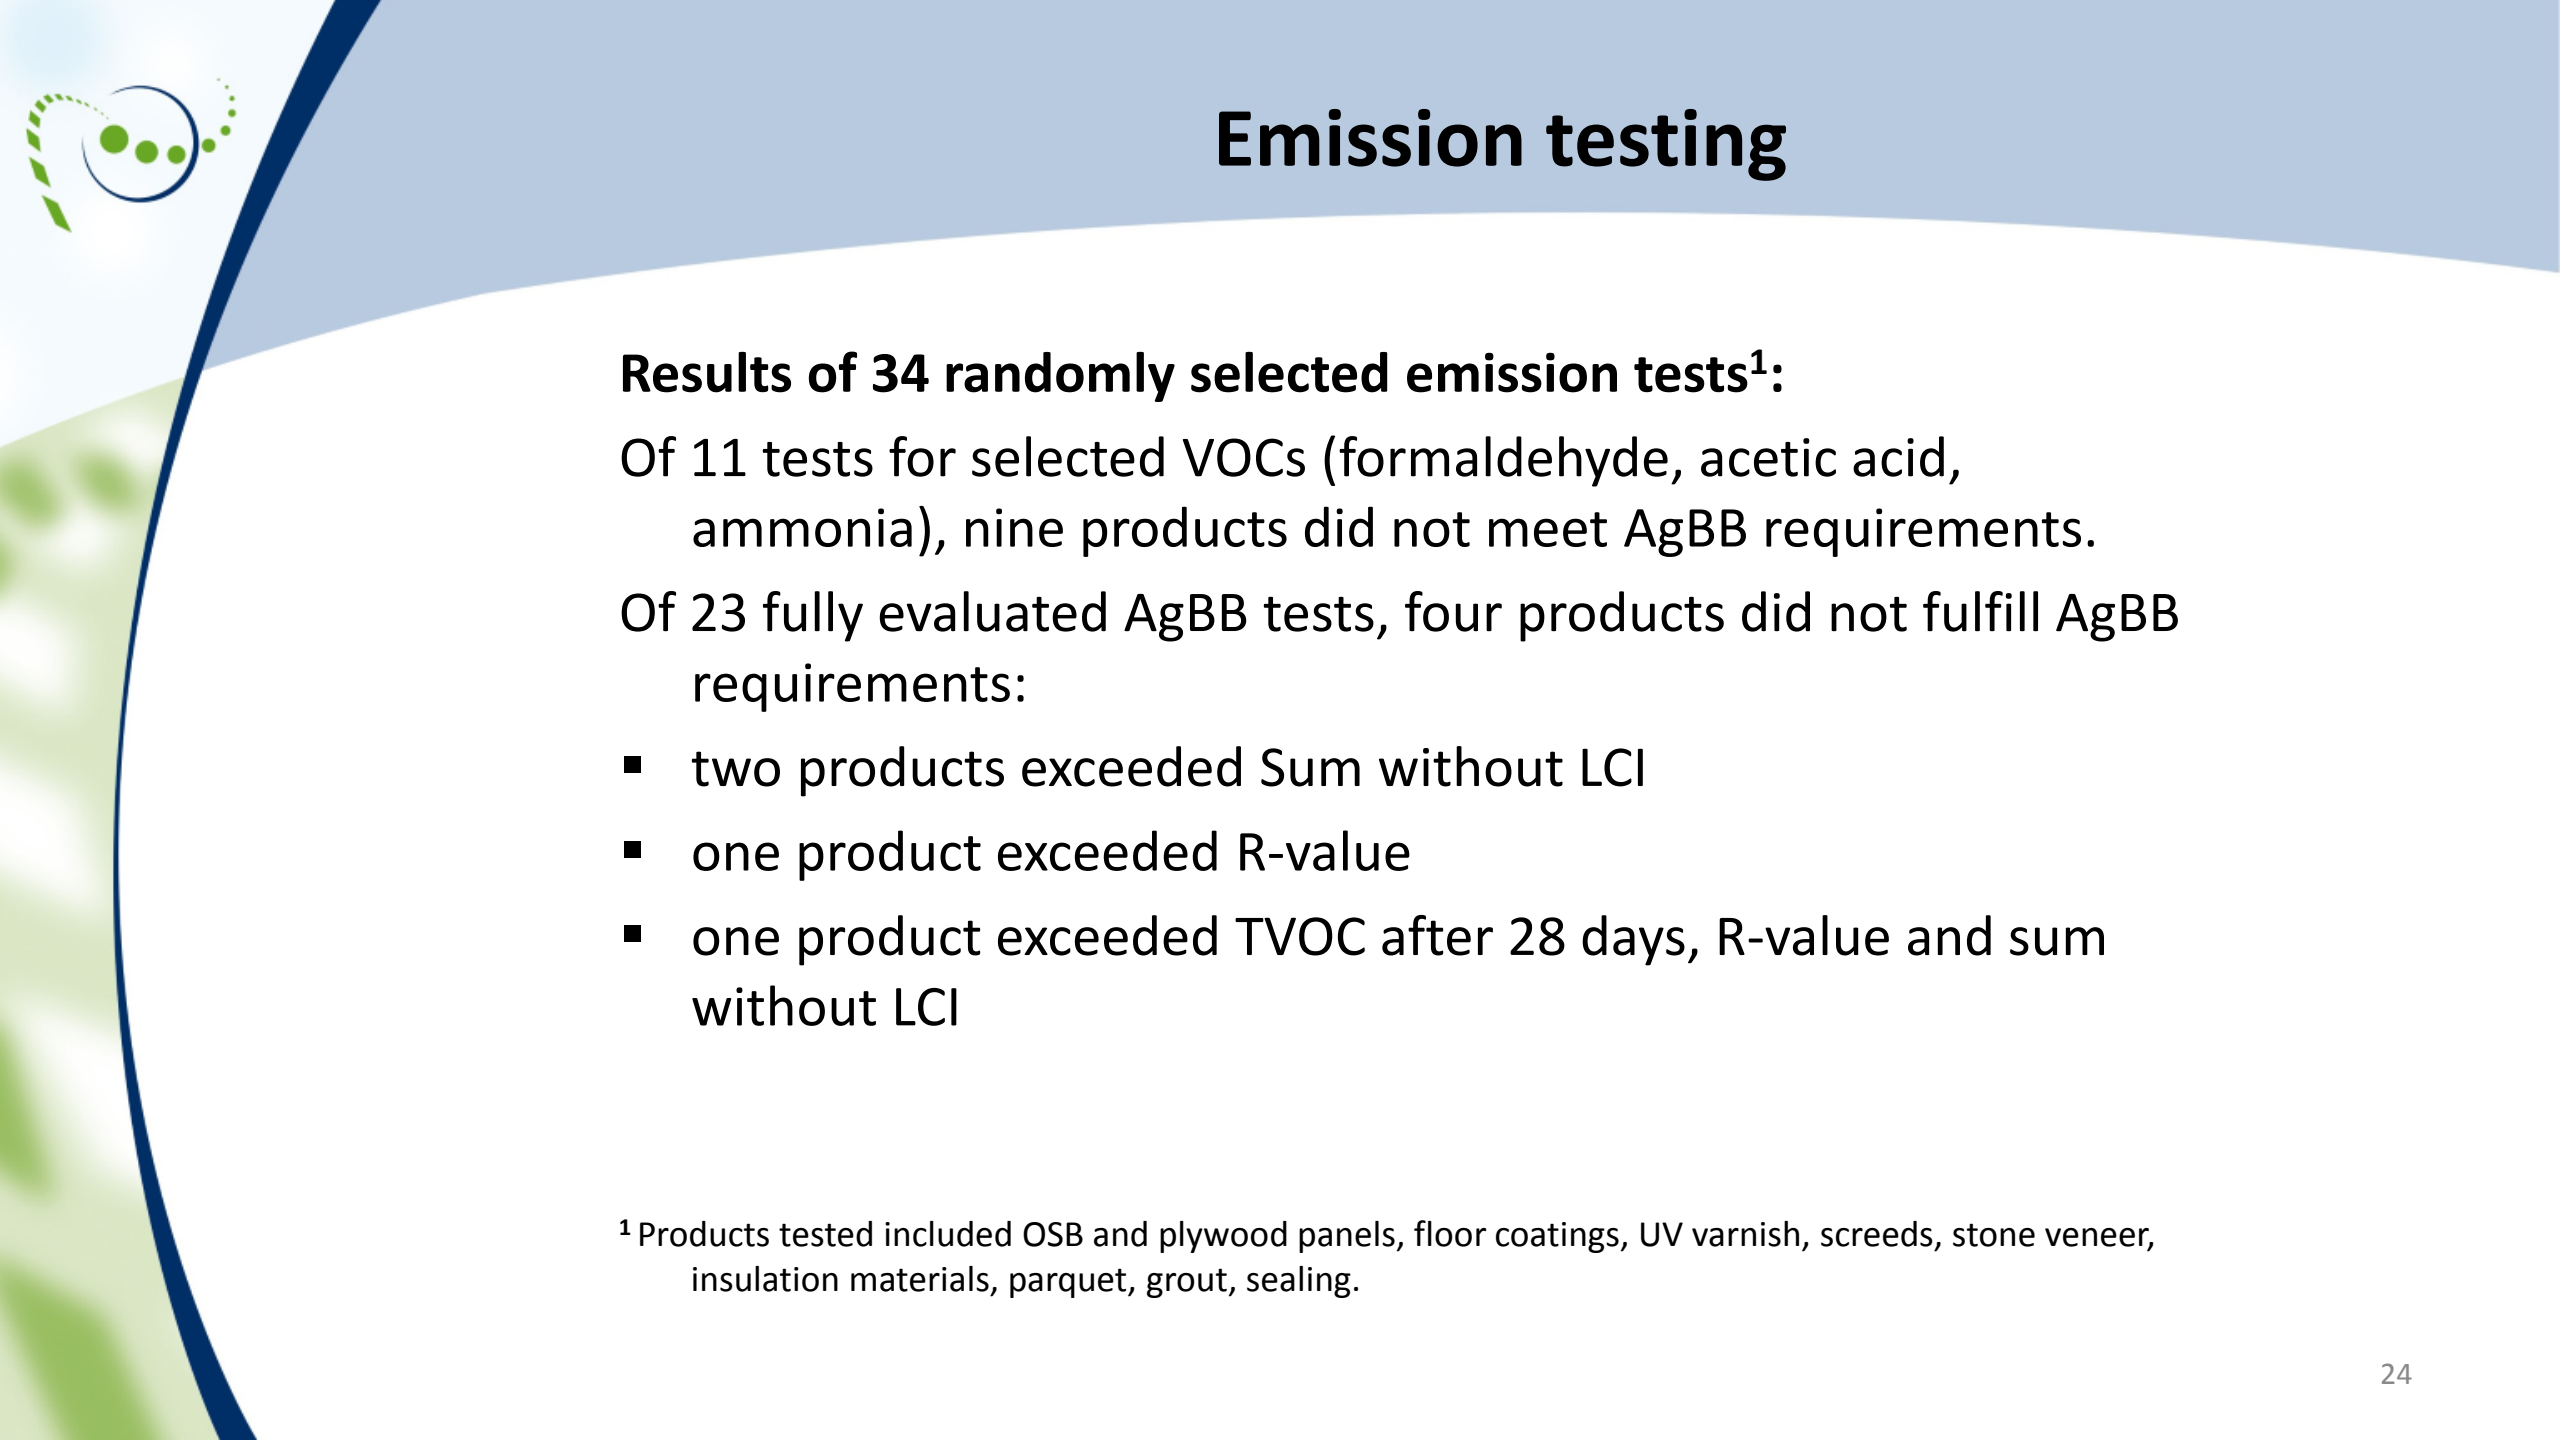 Emission testing
Results of 34 randomly selected emission tests¹:
Of 11 tests for selected VOCs (formaldehyde, acetic acid,
ammonia), nine products did not meet AgBB requirements.
Of 23 fully evaluated AgBB tests, four products did not fulfill AgBB
requirements:
▪ two products exceeded Sum without LCI
▪ one product exceeded R-value
▪ one product exceeded TVOC after 28 days, R-value and sum
without LCI
¹ Products tested included OSB and plywood panels, floor coatings, UV varnish, screeds, stone veneer,
insulation materials, parquet, grout, sealing.
24